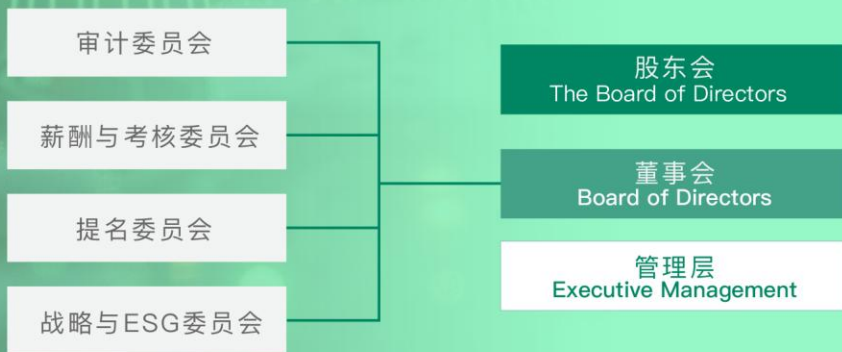 审计委员会
薪酬与考核委员会
提名委员会
战略与ESG委员会
股东会
The Board of Directors
董事会
Board of Directors
管理层
Executive Management